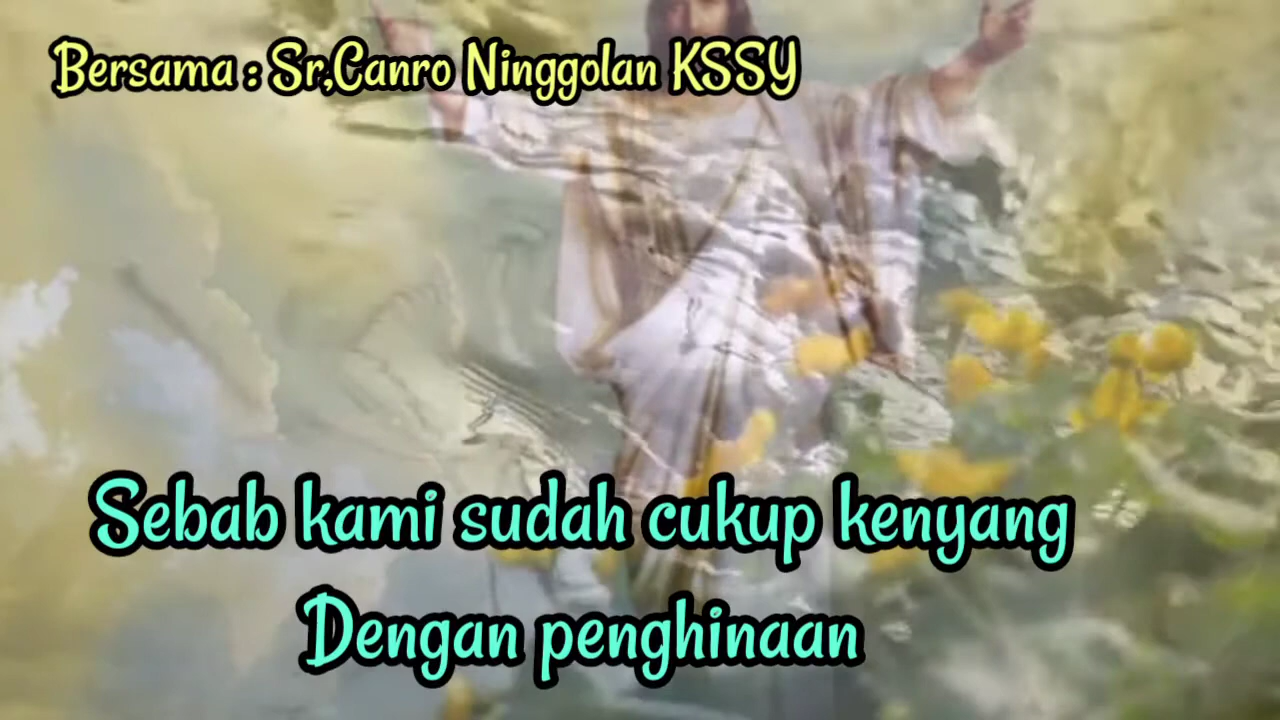 Bersama : Sr,Canro Ninggolan KSSY
Sebab kami sudah cukup kenyang
Dengan penghinaan